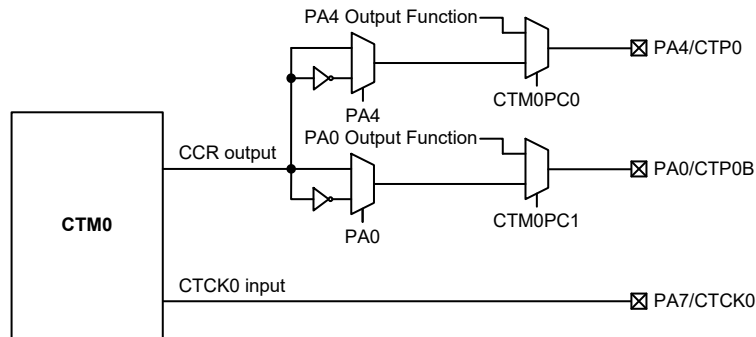 PA4 Output Function
PA4/CTP0
PA4
CTM0PC0
PA0 Output Function
CCR output
PA0/CTP0B
CTM0PC1
CTM0
PA0
CTCK0 input
PA7/CTCK0